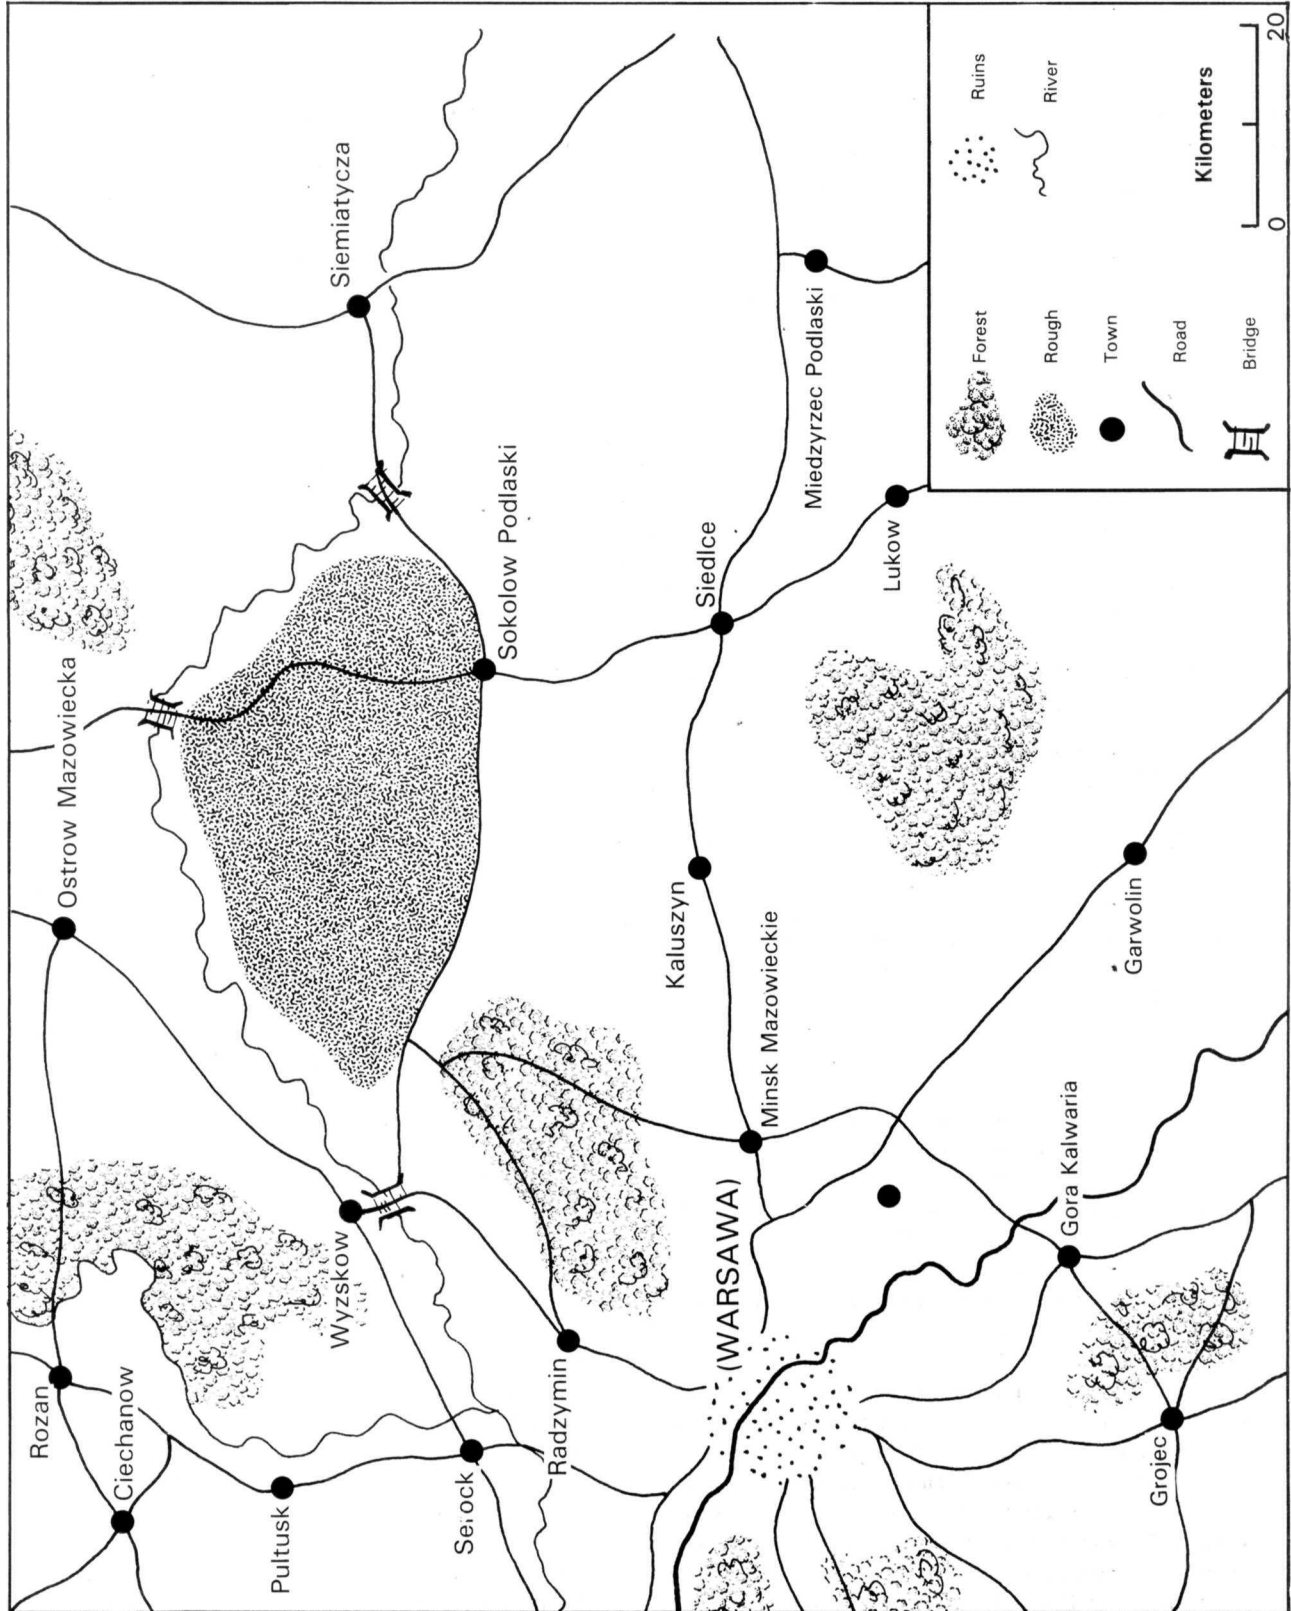 Ostrow Mazowiecka
Siemiatycza
Rozan
Ciechanow
Wyzskow
Sokolow Podlaski
Pultusk
Serock
Radzymin
Kaluszyn
Siedlce
(WARSAWA)
Minsk Mazowieckie
Miedzyrzec Podlaski
Lukow
Gora Kalwaria
Garwolin
Grojec
Forest
Ruins
Rough
River
Town
Road
Bridge
Kilometers
0
20